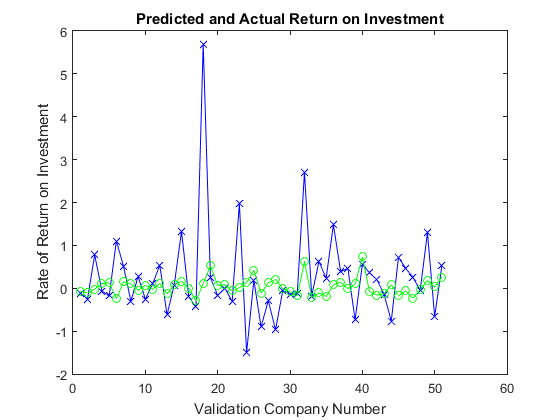 Predicted and Actual Return on Investment
6
5
4
3
2
1
0
-1
-2
Rate of Return on Investment
0 10 20 30 40 50 60
Validation Company Number